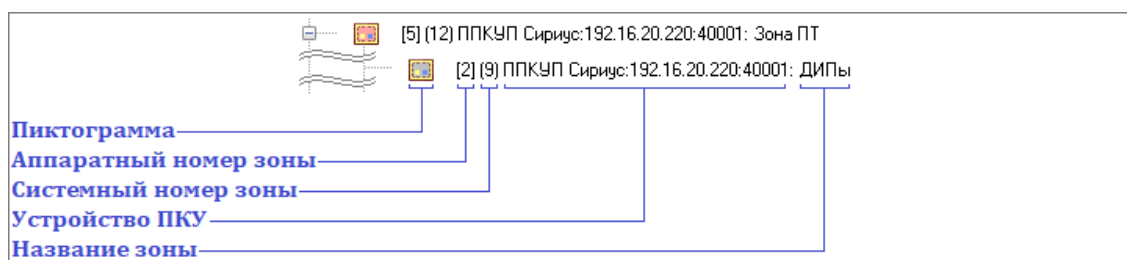 [5] (12) ППКУП Сириус:192.16.20.220:40001: Зона ПТ
[2] (9) ППКУП Сириус:192.16.20.220:40001: ДИПы
Пиктограмма
Аппаратный номер зоны
Системный номер зоны
Устройство ПКУ
Название зоны